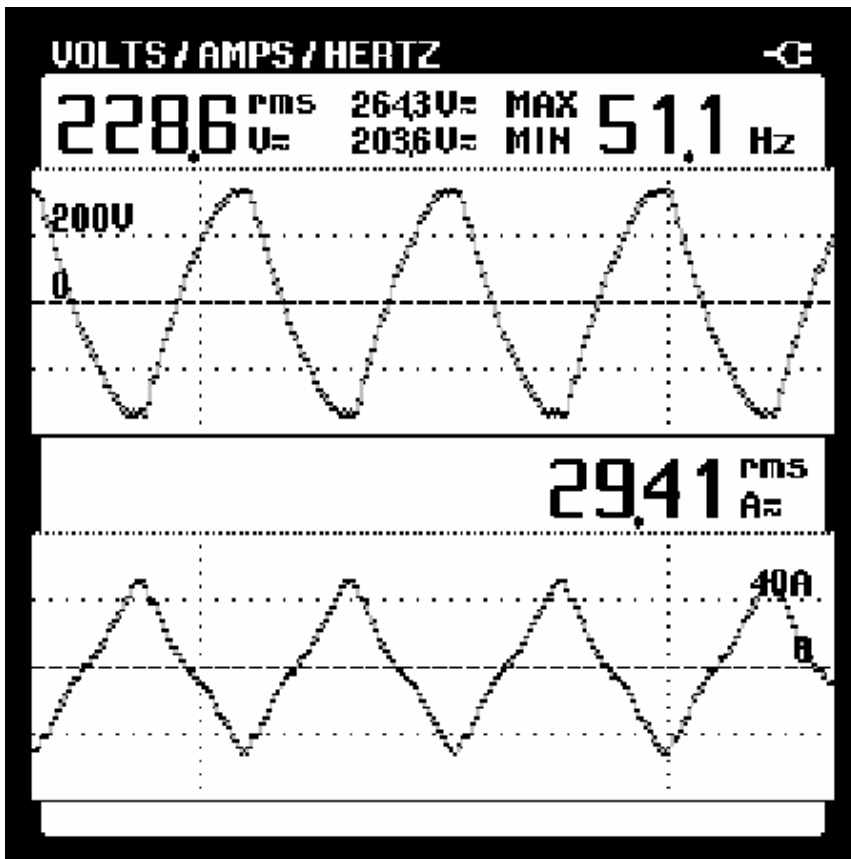 VOLTS/AMPS/HERTZ
228.6 rms V≂ 264.3V≂ MAX 51.1 Hz
203.6V≂ MIN
200V
0
29.41 rms A≂
40A
0